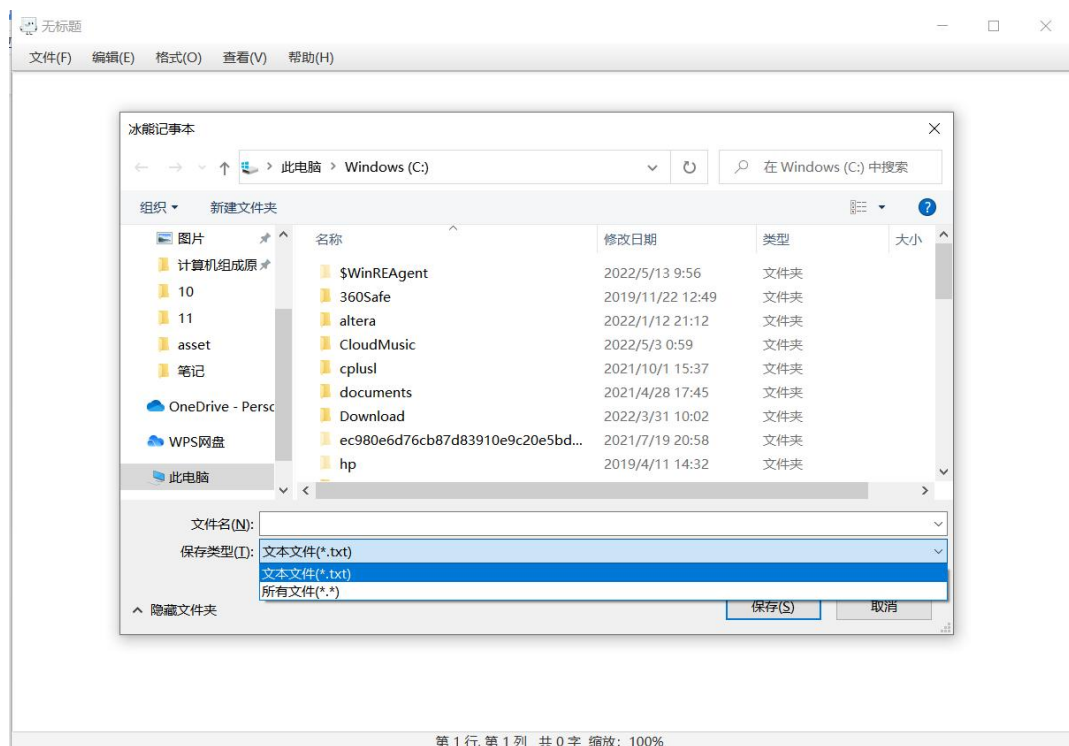 无标题
文件(F) 编辑(E) 格式(O) 查看(V) 帮助(H)
冰熊记事本
此电脑 > Windows (C:)
在 Windows (C:) 中搜索
组织 新建文件夹
图片
计算机组成原
10
11
asset
笔记
OneDrive - Persc
WPS网盘
此电脑
名称 修改日期 类型 大小
$WinREAgent 2022/5/13 9:56 文件夹
360Safe 2019/11/22 12:49 文件夹
altera 2022/1/12 21:12 文件夹
CloudMusic 2022/5/3 0:59 文件夹
cplusl 2021/10/1 15:37 文件夹
documents 2021/4/28 17:45 文件夹
Download 2022/3/31 10:02 文件夹
ec980e6d76cb87d83910e9c20e5bd... 2021/7/19 20:58 文件夹
hp 2019/4/11 14:32 文件夹
文件名(N):
保存类型(T): 文本文件(*.txt)
文本文件(*.txt)
所有文件(*.*)
隐藏文件夹
保存(S) 取消
第 1 行, 第 1 列 共 0 字 缩放: 100%